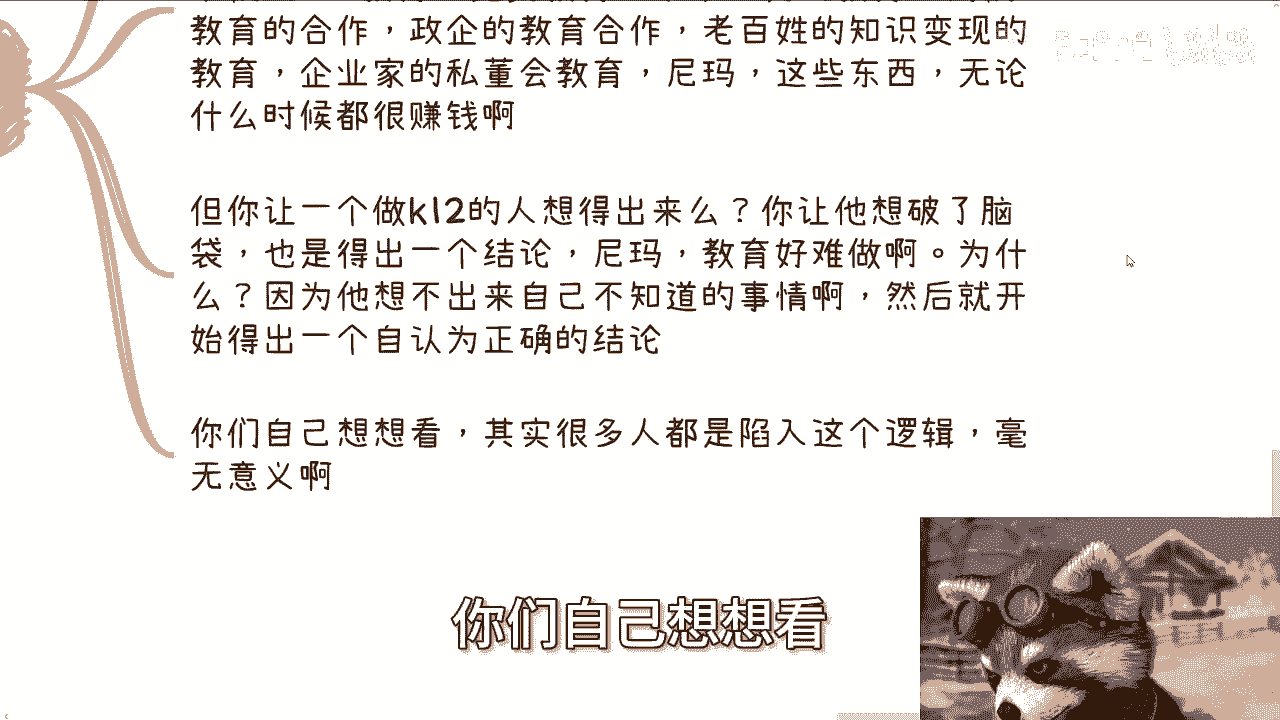 教育的合作，政企的教育合作，老百姓的知识变现的
教育，企业家的私董会教育，尼玛，这些东西，无论
什么时候都很赚钱啊
但你让一个做k12的人想得出来么？你让他想破了脑
袋，也是得出一个结论，尼玛，教育好难做啊。为什
么？因为他想不出来自己不知道的事情啊，然后就开
始得出一个自认为正确的结论
你们自己想想看，其实很多人都是陷入这个逻辑，毫
无意义啊
你们自己想想看